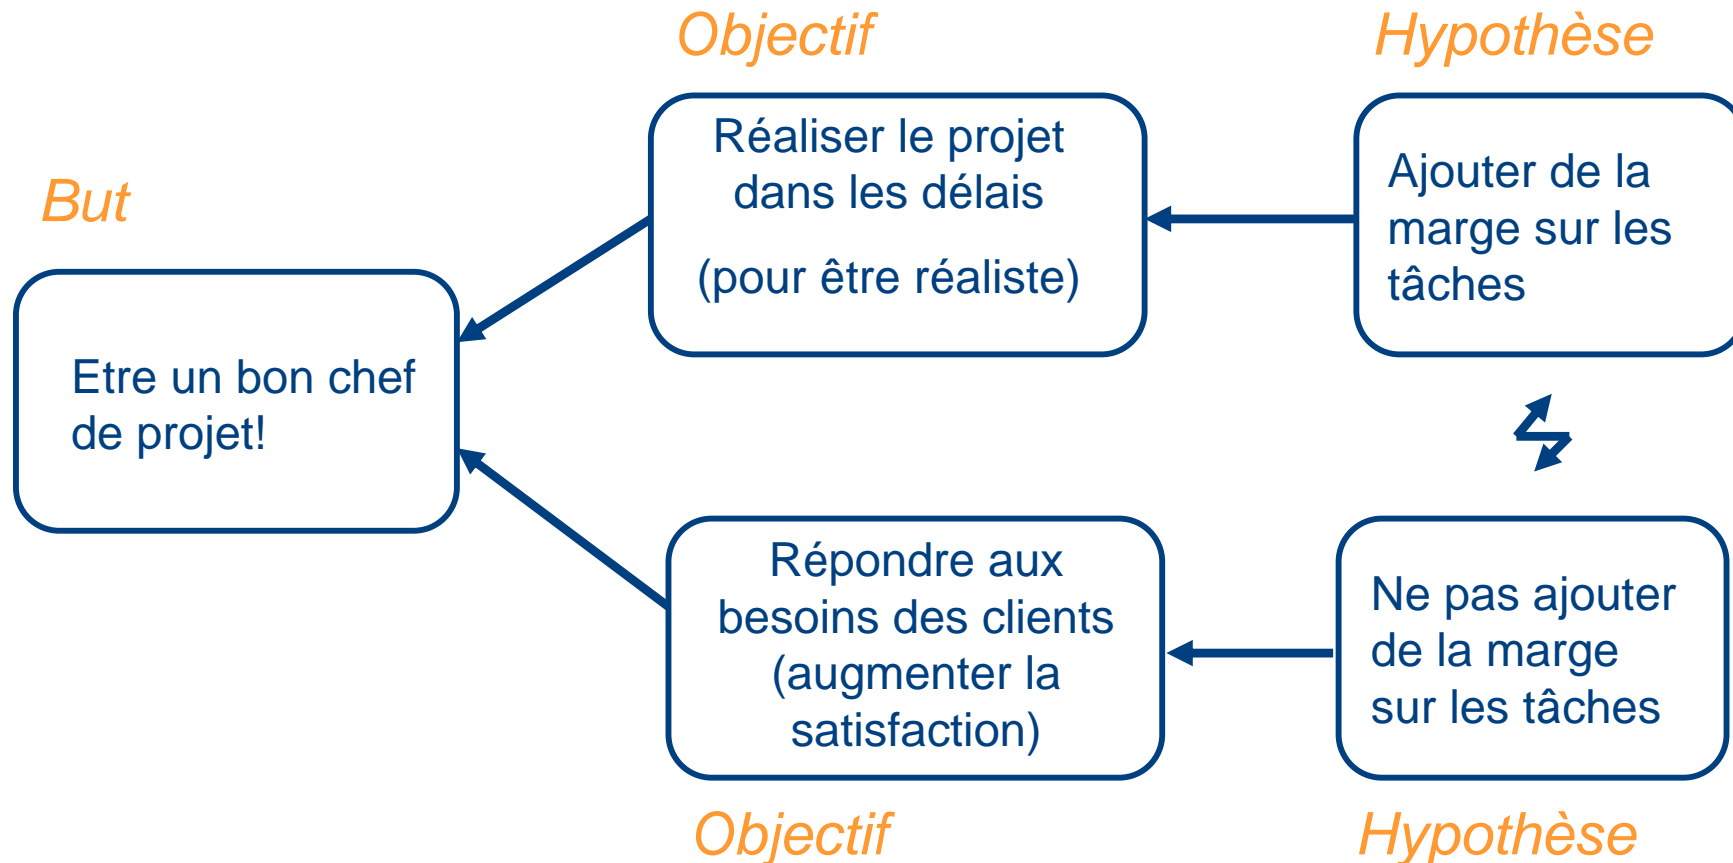 Objectif
Hypothèse
Réaliser le projet
dans les délais
(pour être réaliste)
Ajouter de la
marge sur les
tâches
But
Etre un bon chef
de projet!
Répondre aux
besoins des clients
(augmenter la
satisfaction)
Ne pas ajouter
de la marge
sur les tâches
Objectif
Hypothèse